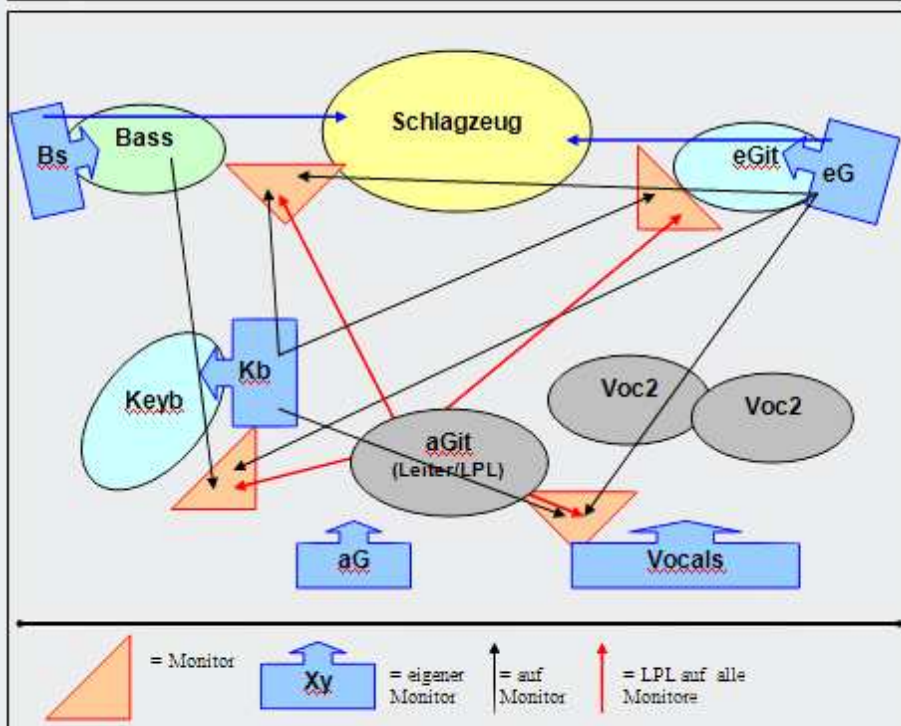 Schlagzeug
Bs
Bass
eGit
eG
Kb
Keyb
Voc2
Voc2
aGit
(Leiter/LPL)
aG
Vocals
= Monitor
Xy
= eigener
Monitor
= auf
Monitor
= LPL auf alle
Monitore